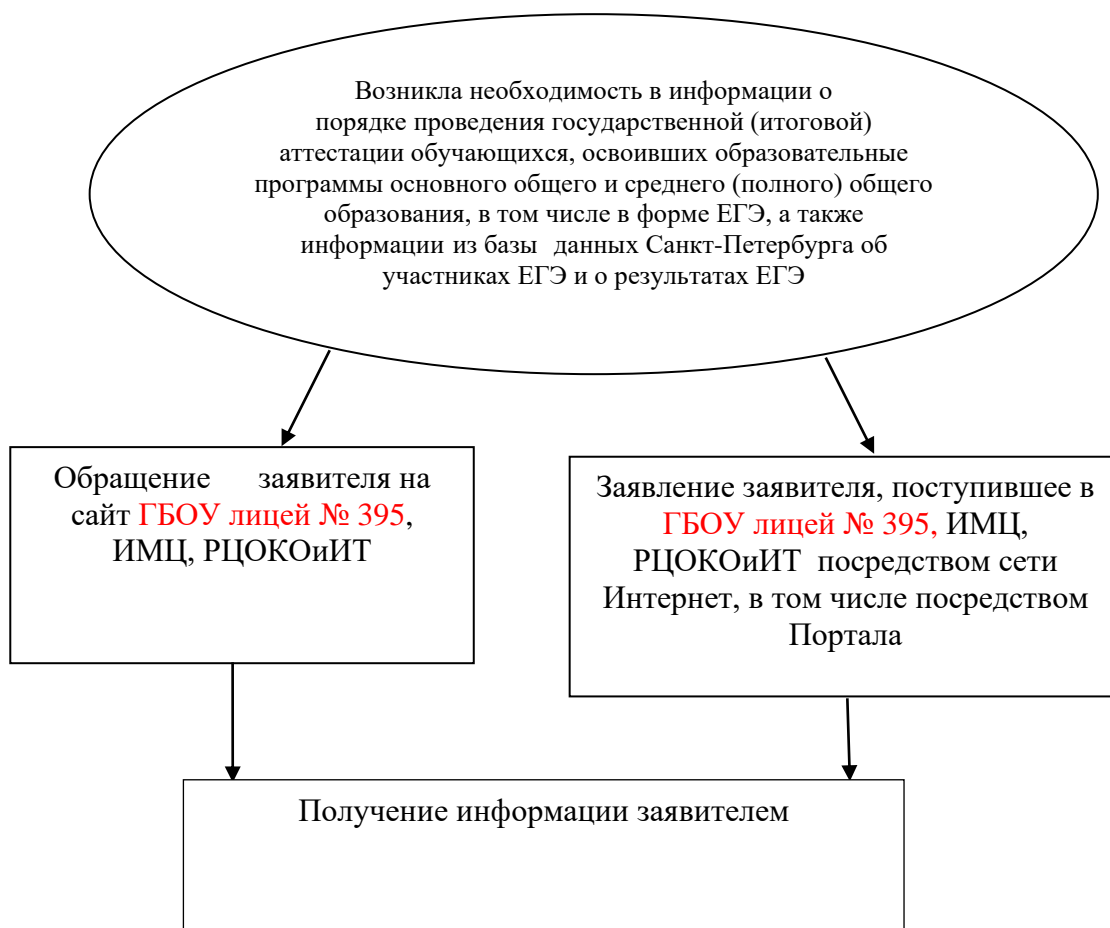 Возникла необходимость в информации о
порядке проведения государственной (итоговой)
аттестации обучающихся, освоивших образовательные
программы основного общего и среднего (полного) общего
образования, в том числе в форме ЕГЭ, а также
информации из базы данных Санкт-Петербурга об
участниках ЕГЭ и о результатах ЕГЭ
Обращение заявителя на
сайт ГБОУ лицей № 395,
ИМЦ, РЦОКОиИТ
Заявление заявителя, поступившее в
ГБОУ лицей № 395, ИМЦ,
РЦОКОиИТ посредством сети
Интернет, в том числе посредством
Портала
Получение информации заявителем